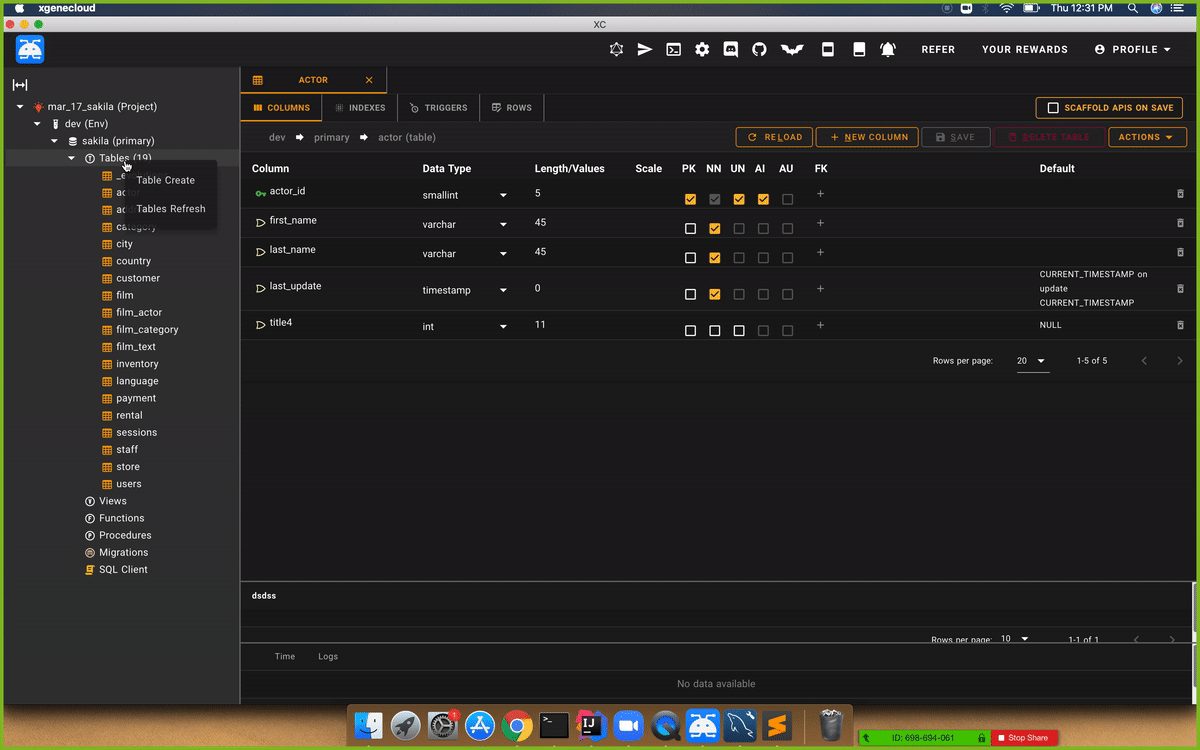 xgenecloud
Thu 12:31 PM
XC
REFER
YOUR REWARDS
PROFILE
ACTOR
mar_17_sakila (Project)
dev (Env)
sakila (primary)
Tables (19)
Table Create
Tables Refresh
category
city
country
customer
film
film_actor
film_category
film_text
inventory
language
payment
rental
sessions
staff
store
users
Views
Functions
Procedures
Migrations
SQL Client
COLUMNS
INDEXES
TRIGGERS
ROWS
SCAFFOLD APIS ON SAVE
dev
primary
actor (table)
RELOAD
NEW COLUMN
SAVE
DELETE TABLE
ACTIONS
Column Data Type Length/Values Scale PK NN UN AI AU FK Default
actor_id smallint 5 +
first_name varchar 45 +
last_name varchar 45 +
last_update timestamp 0 + CURRENT_TIMESTAMP on
update
CURRENT_TIMESTAMP
title4 int 11 + NULL
Rows per page: 20 1-5 of 5
dsdss
Rows per page: 10 1-1 of 1
Time Logs
No data available
1
ID: 698-694-061
Stop Share